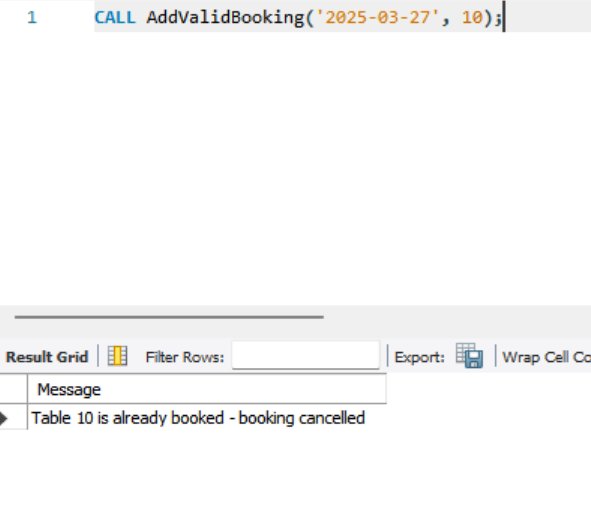 1 CALL AddValidBooking('2025-03-27', 10);
Result Grid Filter Rows: Export: Wrap Cell Co
Message
Table 10 is already booked - booking cancelled